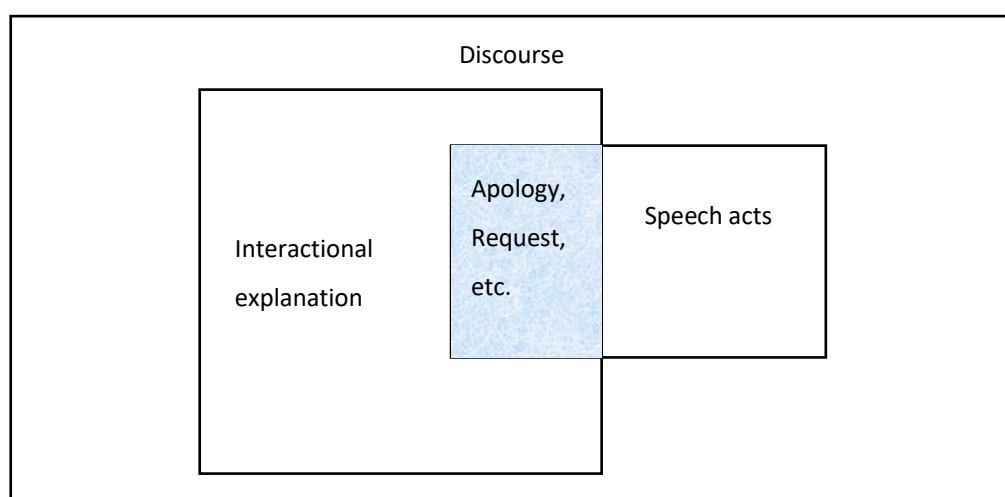 Discourse
Apology,
Request,
etc.
Speech acts
Interactional
explanation